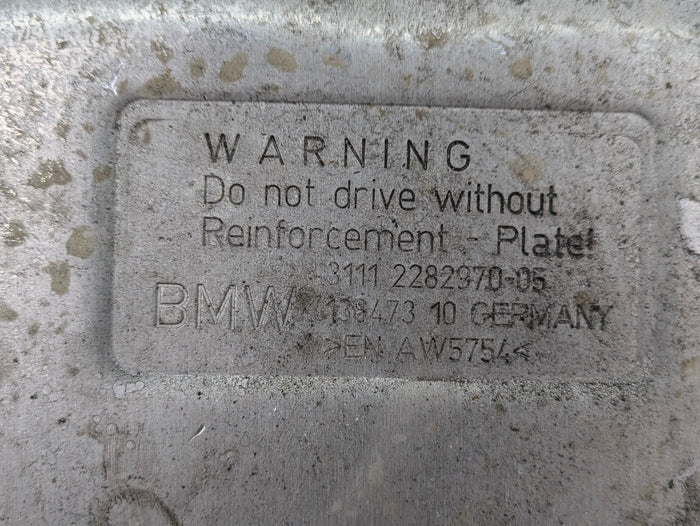 WARNING
Do not drive without
Reinforcement - Plate!
3111 2282970-05
BMW 138473 10 GERMANY
>EN AW5754<